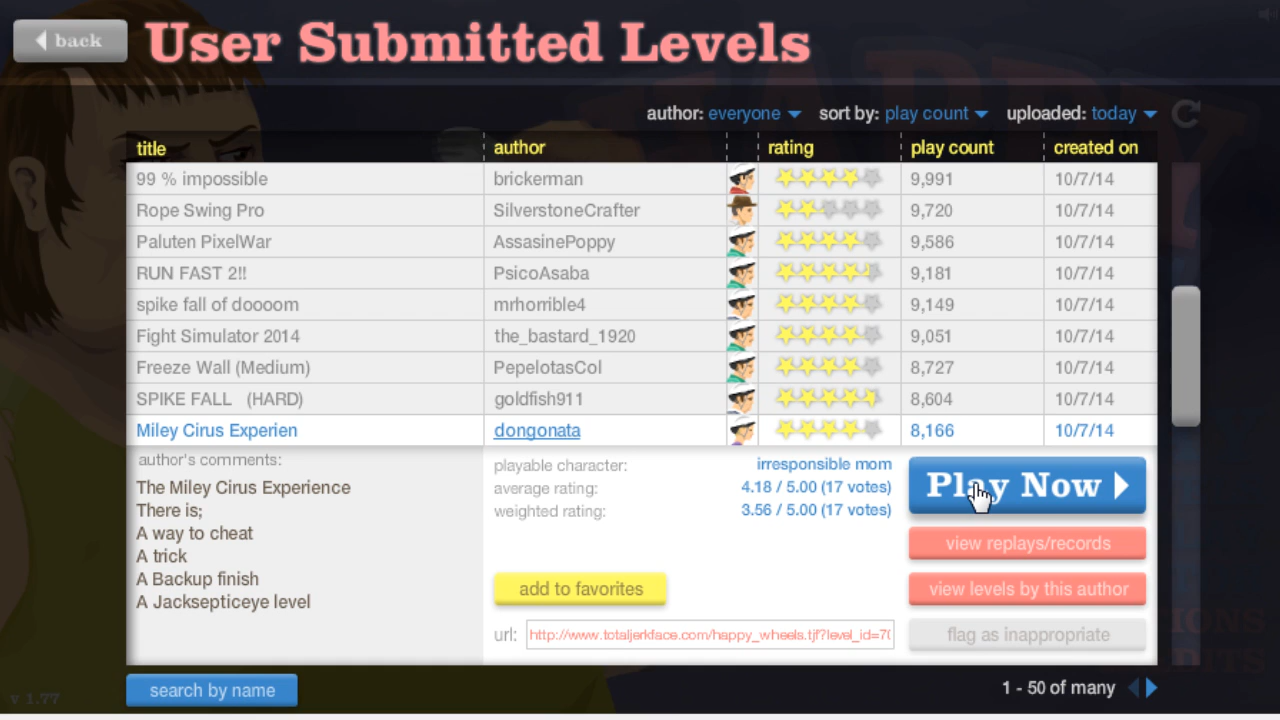 back
User Submitted Levels
author: everyone sort by: play count uploaded: today
title author rating play count created on
99 % impossible brickerman 9,991 10/7/14
Rope Swing Pro SilverstoneCrafter 9,720 10/7/14
Paluten PixelWar AssasinePoppy 9,586 10/7/14
RUN FAST 2!! PsicoAsaba 9,181 10/7/14
spike fall of doooom mrhorrible4 9,149 10/7/14
Fight Simulator 2014 the_bastard_1920 9,051 10/7/14
Freeze Wall (Medium) PepelotasCol 8,727 10/7/14
SPIKE FALL (HARD) goldfish911 8,604 10/7/14
Miley Cirus Experien dongonata 8,166 10/7/14
author's comments:
The Miley Cirus Experience
There is;
A way to cheat
A trick
A Backup finish
A Jacksepticeye level
playable character: irresponsible mom
average rating: 4.18 / 5.00 (17 votes)
weighted rating: 3.56 / 5.00 (17 votes)
add to favorites
url: http://www.totaljerkface.com/happy_wheels.tjf?level_id=7
Play Now
view replays/records
view levels by this author
flag as inappropriate
v 1.77
search by name
1 - 50 of many